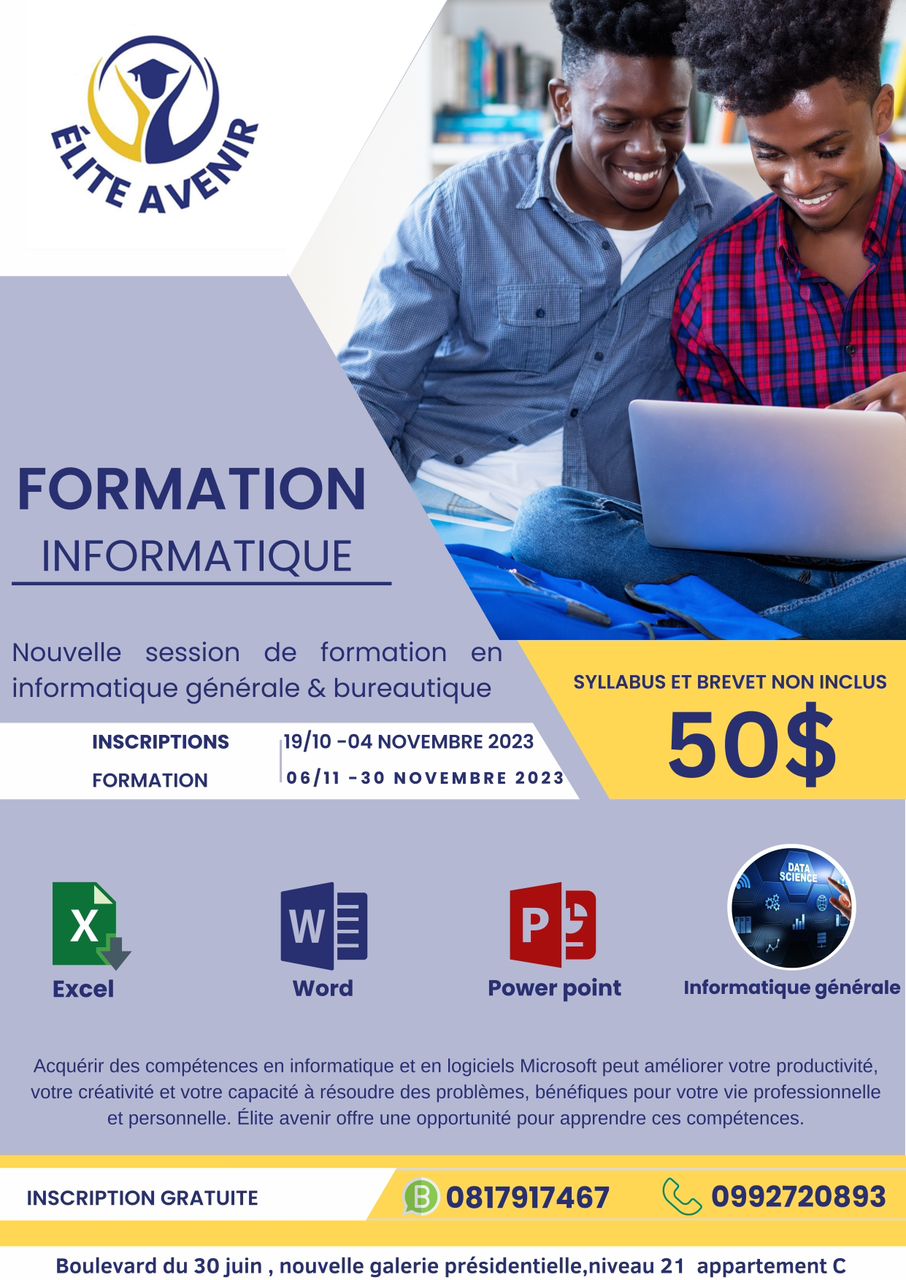 ÉLITE AVENIR
FORMATION
INFORMATIQUE
Nouvelle session de formation en
informatique générale & bureautique
SYLLABUS ET BREVET NON INCLUS
50$
INSCRIPTIONS 19/10 -04 NOVEMBRE 2023
FORMATION 06/11 -30 NOVEMBRE 2023
X
W
P
DATA
SCIENCE
Excel
Word
Power point
Informatique générale
Acquérir des compétences en informatique et en logiciels Microsoft peut améliorer votre productivité,
votre créativité et votre capacité à résoudre des problèmes, bénéfiques pour votre vie professionnelle
et personnelle. Élite avenir offre une opportunité pour apprendre ces compétences.
INSCRIPTION GRATUITE
B 0817917467
0992720893
Boulevard du 30 juin , nouvelle galerie présidentielle,niveau 21 appartement C